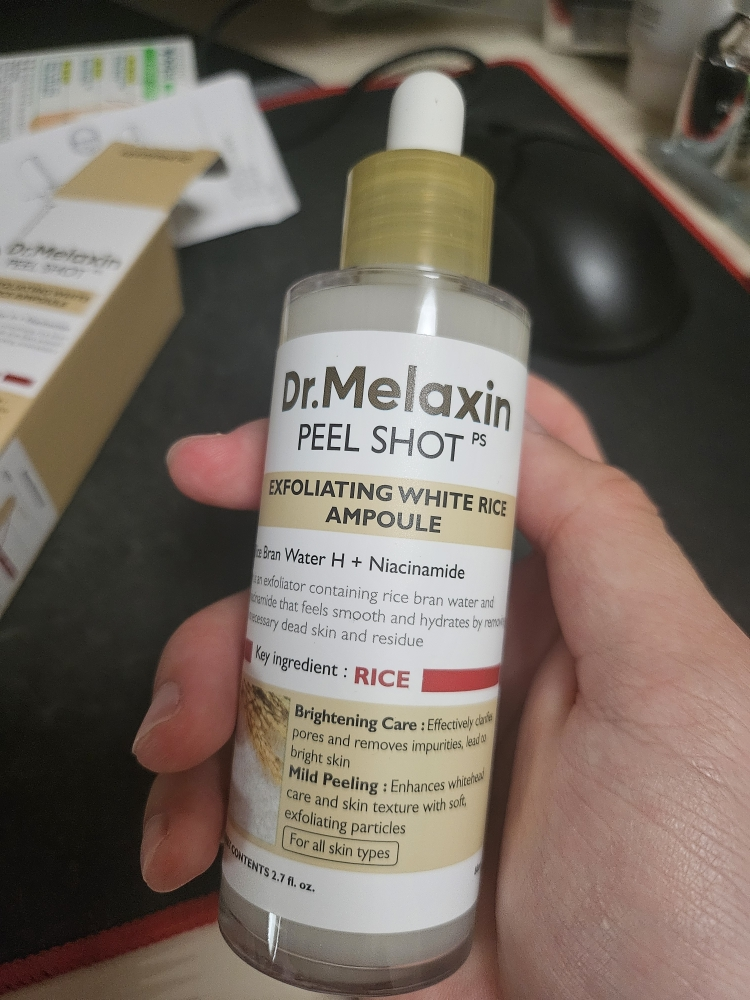 Dr.Melaxin
PEEL SHOT PS
EXFOLIATING WHITE RICE
AMPOULE
Bran Water H + Niacinamide
an exfoliator containing rice bran water and
that feels smooth and hydrates by
dead skin and residue
Key ingredient : RICE
Brightening Care : Effectively
pores and removes impurities, lead to
bright skin
Mild Peeling : Enhances whitehead
care and skin texture with soft,
exfoliating particles
For all skin types
CONTENTS 2.7 fl. oz.
Dr.Melaxin
PEEL SHOT PS